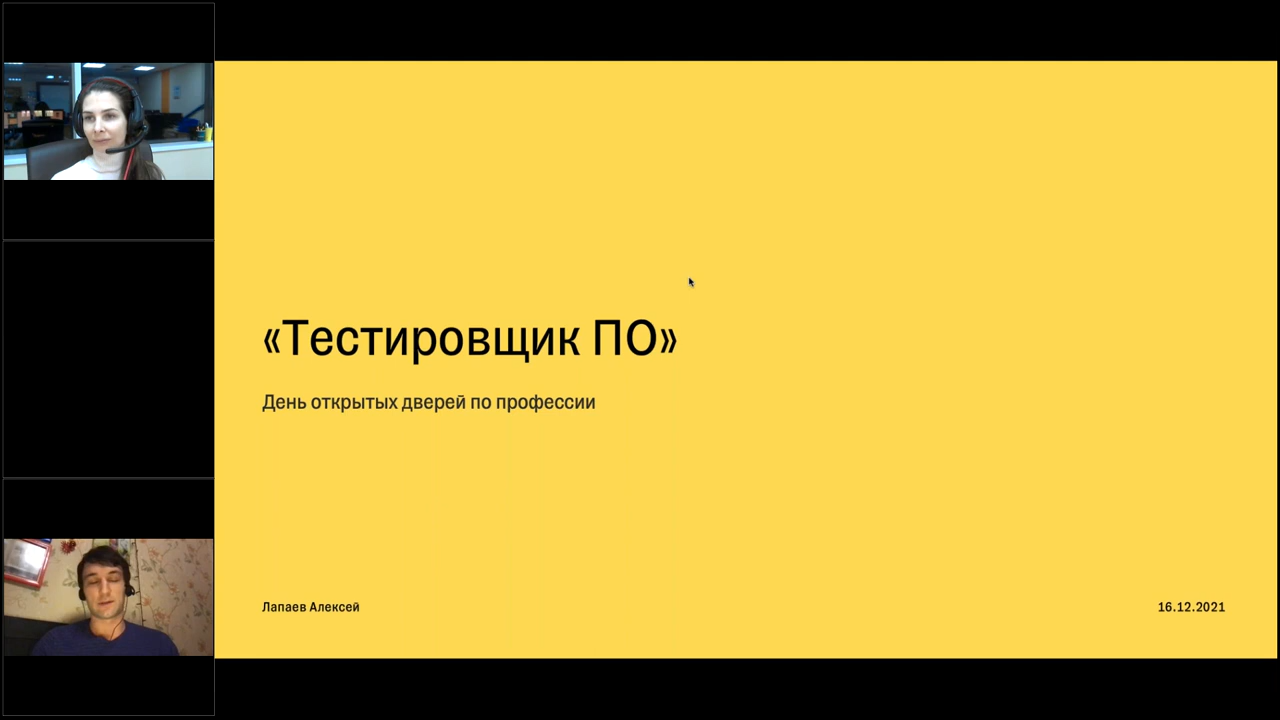 «Тестировщик ПО»
День открытых дверей по профессии
Лапаев Алексей
16.12.2021